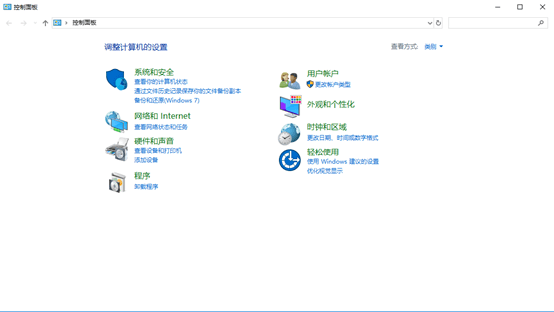 控制面板
控制面板
调整计算机的设置
查看方式: 类别
系统和安全
查看你的计算机状态
通过文件历史记录保存你的文件备份副本
备份和还原(Windows 7)
网络和 Internet
查看网络状态和任务
硬件和声音
查看设备和打印机
添加设备
程序
卸载程序
用户帐户
更改帐户类型
外观和个性化
时钟和区域
更改日期、时间或数字格式
轻松使用
使用 Windows 建议的设置
优化视觉显示